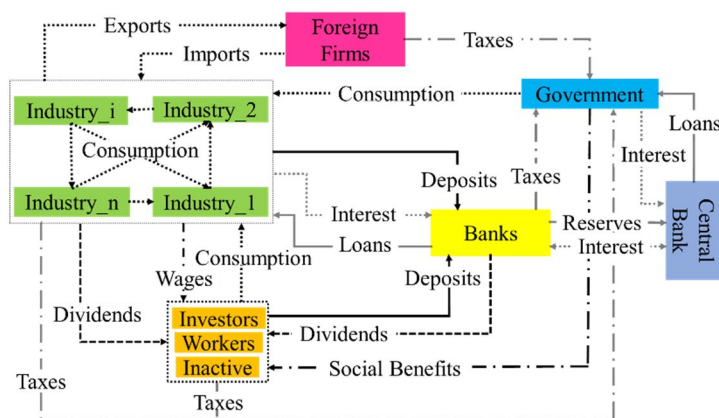 Exports
Foreign
Firms
Taxes
Imports
Consumption
Government
Industry_i
Industry_2
Loans
Consumption
Interest
Deposits
Taxes
Industry_n
Industry_1
Interest
Banks
Reserves
Central
Bank
Loans
Interest
Consumption
Wages
Deposits
Dividends
Investors
Dividends
Workers
Inactive
Social Benefits
Taxes
Taxes